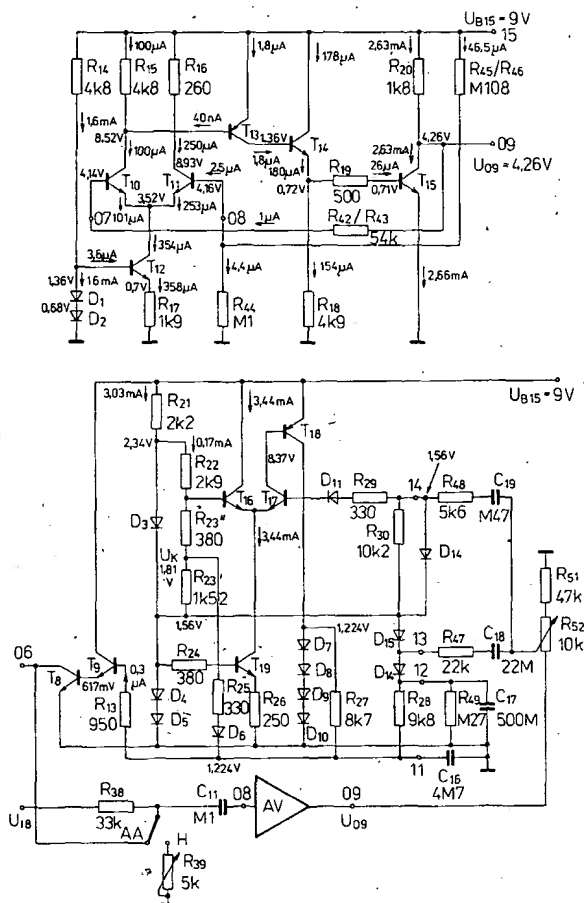 U_B15 = 9V
15
100µA
1,8µA
178µA
2,63mA
46,5µA
R14
4k8
R15
4k8
R16
260
R20
1k8
R45/R46
M108
1,6mA
8,52V
40nA
T13
1,36V
T14
2,63mA
4,26V
09
U_09 = 4,26V
100µA
250µA
8,93V
2,5µA
1,8µA
180µA
R19
500
26µA
4,14V
T10
T11
4,16V
0,72V
0,71V
T15
07
101µA
3,52V
253µA
08
1µA
R42/R43
54k
3,6µA
354µA
T12
1,36V
16mA
0,7V
358µA
4,4µA
154µA
2,66mA
D1
0,68V
D2
R17
1k9
R44
M1
R18
4k9
3,03mA
R21
2k2
3,44mA
T18
U_B15 = 9V
2,34V
0,17mA
R22
2k9
8,37V
1,56V
T16
T17
D11
R29
330
14
R48
5k6
C19
M47
D3
R23"
380
R30
10k2
D14
U_K
1,81
V
R23'
1k52
3,44mA
R51
47k
1,56V
1,224V
R52
10k
06
T9
0,3
µA
R24
380
T19
D7
D15
13
R47
22k
C18
22M
T8
617mV
D8
D14
12
R13
950
D4
R25
330
R26
250
D9
R27
8k7
R28
9k8
R49
M27
C17
500M
D5
D6
D10
1,224V
11
C16
4M7
R38
33k
C11
M1
08
AV
09
U_18
AA
U_09
H
R39
5k